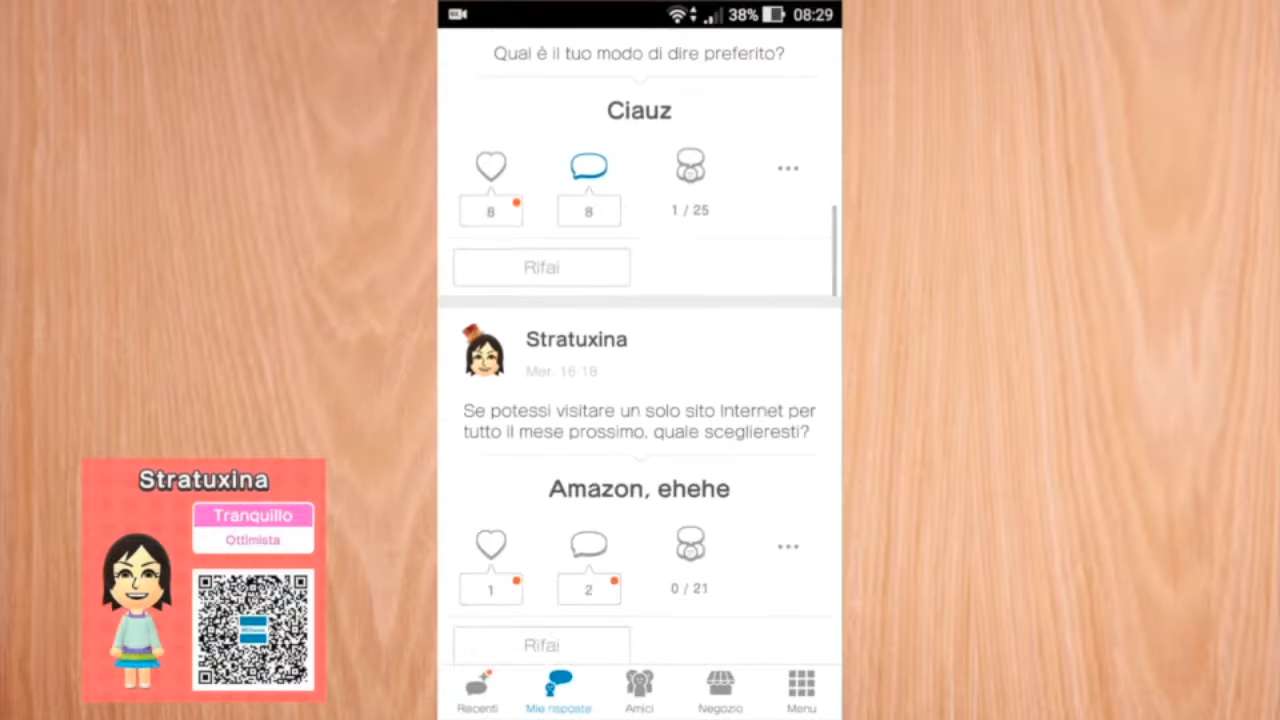 38% 08:29
Qual è il tuo modo di dire preferito?
Ciauz
8 8 1 / 25
Rifai
Stratuxina
Mer. 16:18
Se potessi visitare un solo sito Internet per
tutto il mese prossimo, quale sceglieresti?
Amazon, ehehe
1 2 0 / 21
Rifai
Recenti Mie risposte Amici Negozio Menu
Stratuxina
Tranquillo
Ottimista